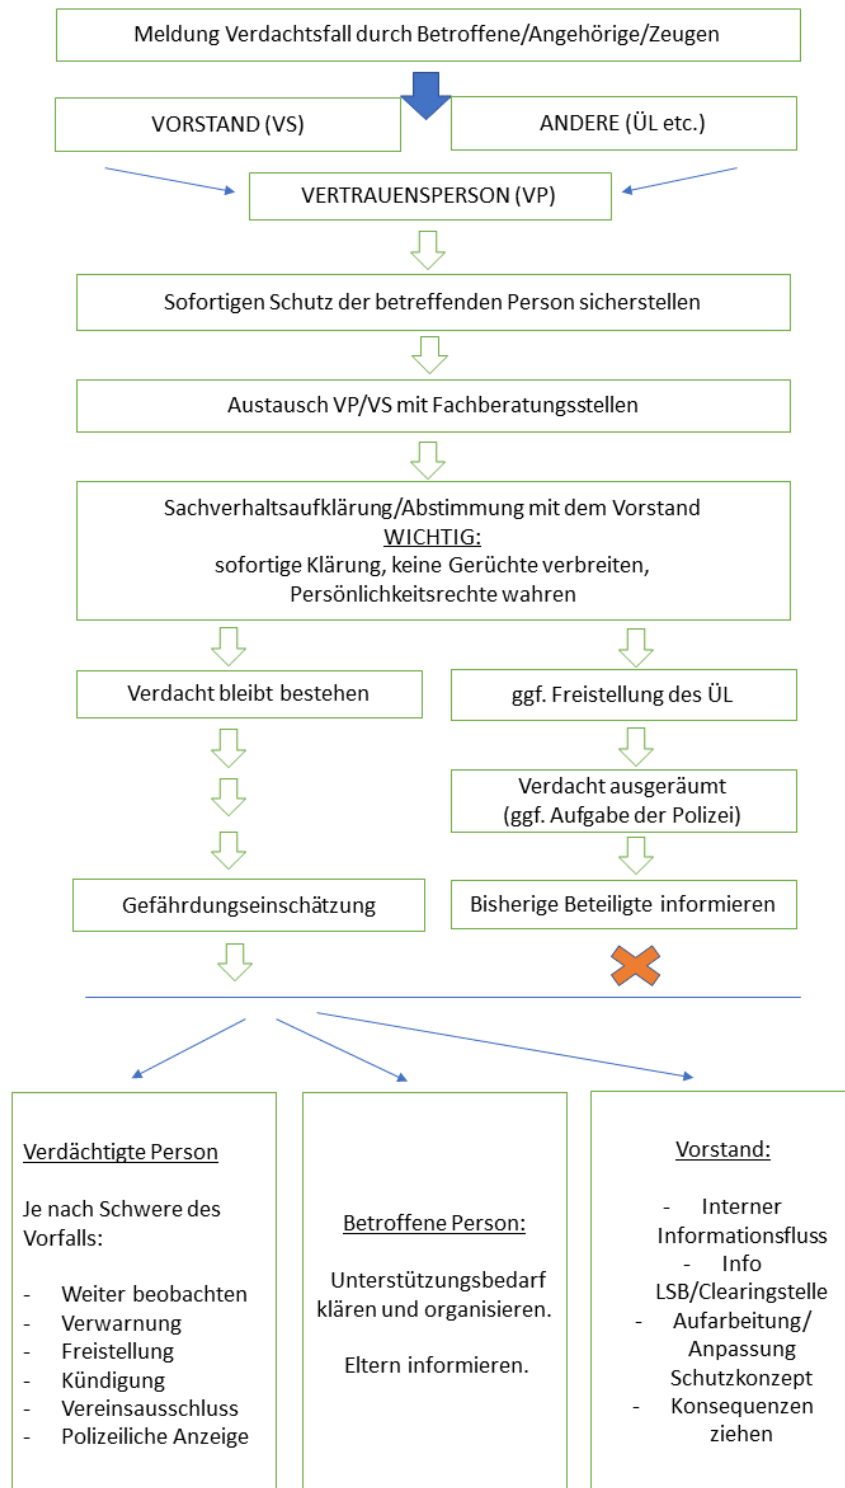 Meldung Verdachtsfall durch Betroffene/Angehörige/Zeugen
VORSTAND (VS)
ANDERE (ÜL etc.)
VERTRAUENSPERSON (VP)
Sofortigen Schutz der betreffenden Person sicherstellen
Austausch VP/VS mit Fachberatungsstellen
Sachverhaltsaufklärung/Abstimmung mit dem Vorstand
WICHTIG:
sofortige Klärung, keine Gerüchte verbreiten,
Persönlichkeitsrechte wahren
Verdacht bleibt bestehen
ggf. Freistellung des ÜL
Verdacht ausgeräumt
(ggf. Aufgabe der Polizei)
Gefährdungseinschätzung
Bisherige Beteiligte informieren
Verdächtigte Person
Je nach Schwere des
Vorfalls:
- Weiter beobachten
- Verwarnung
- Freistellung
- Kündigung
- Vereinsausschluss
- Polizeiliche Anzeige
Betroffene Person:
Unterstützungsbedarf
klären und organisieren.
Eltern informieren.
Vorstand:
- Interner
Informationsfluss
- Info
LSB/Clearingstelle
- Aufarbeitung/
Anpassung
Schutzkonzept
- Konsequenzen
ziehen